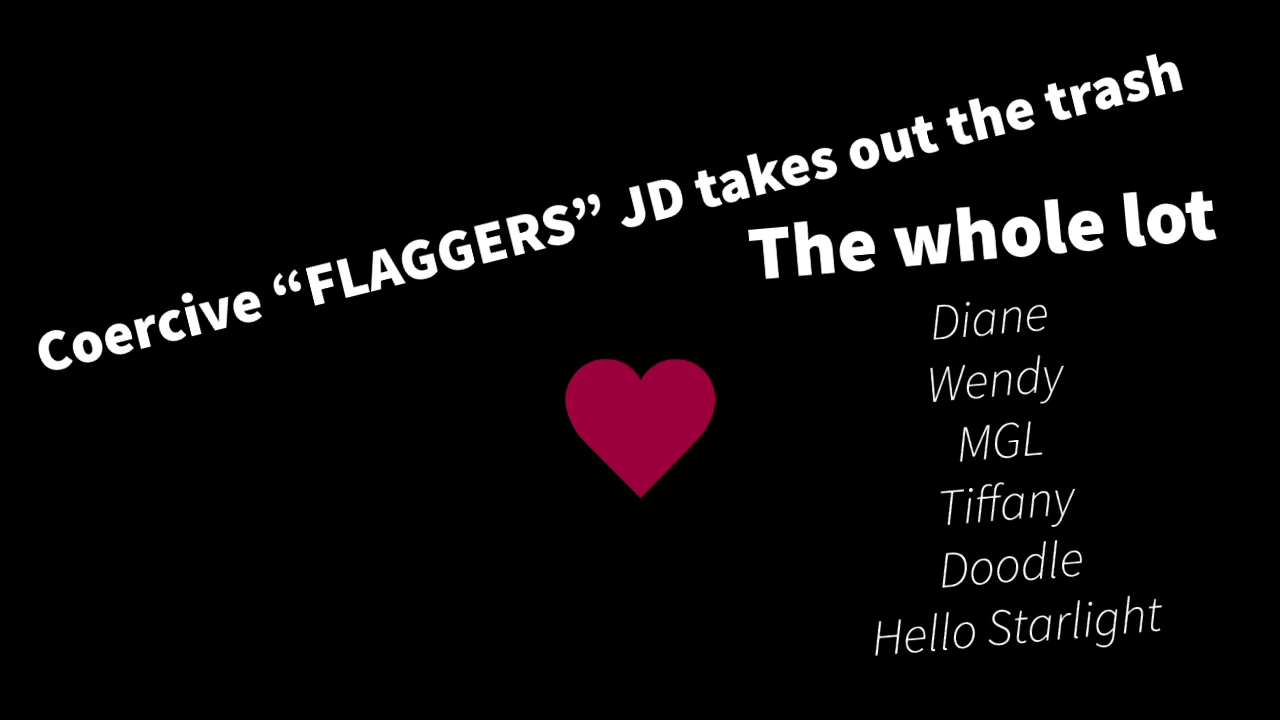 Coercive “FLAGGERS” JD takes out the trash
The whole lot
Diane
Wendy
MGL
Tiffany
Doodle
Hello Starlight